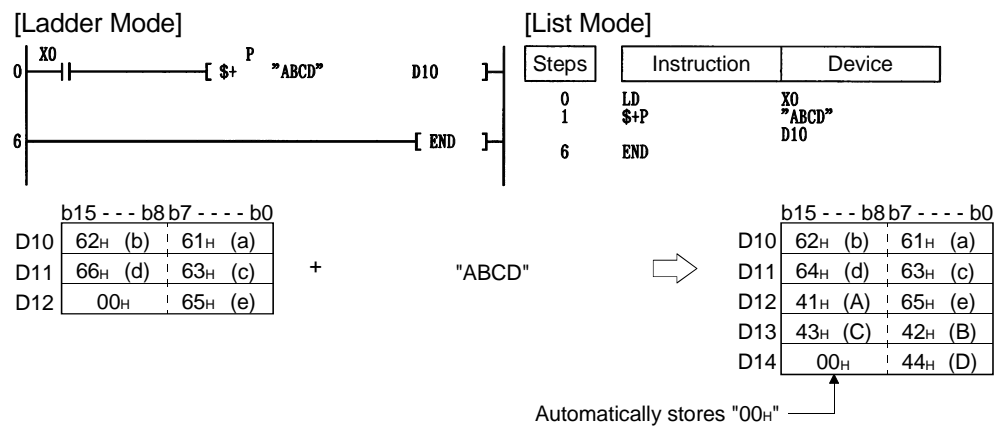 [Ladder Mode]
[List Mode]
X0
0
$+
P
"ABCD"
D10
6
END
Steps Instruction Device
0 LD X0
1 $+P "ABCD"
D10
6 END
b15 - - - b8 b7 - - - - b0
D10 62H (b) 61H (a)
D11 66H (d) 63H (c)
D12 00H 65H (e)
+
"ABCD"
b15 - - - b8 b7 - - - - b0
D10 62H (b) 61H (a)
D11 64H (d) 63H (c)
D12 41H (A) 65H (e)
D13 43H (C) 42H (B)
D14 00H 44H (D)
Automatically stores "00H"